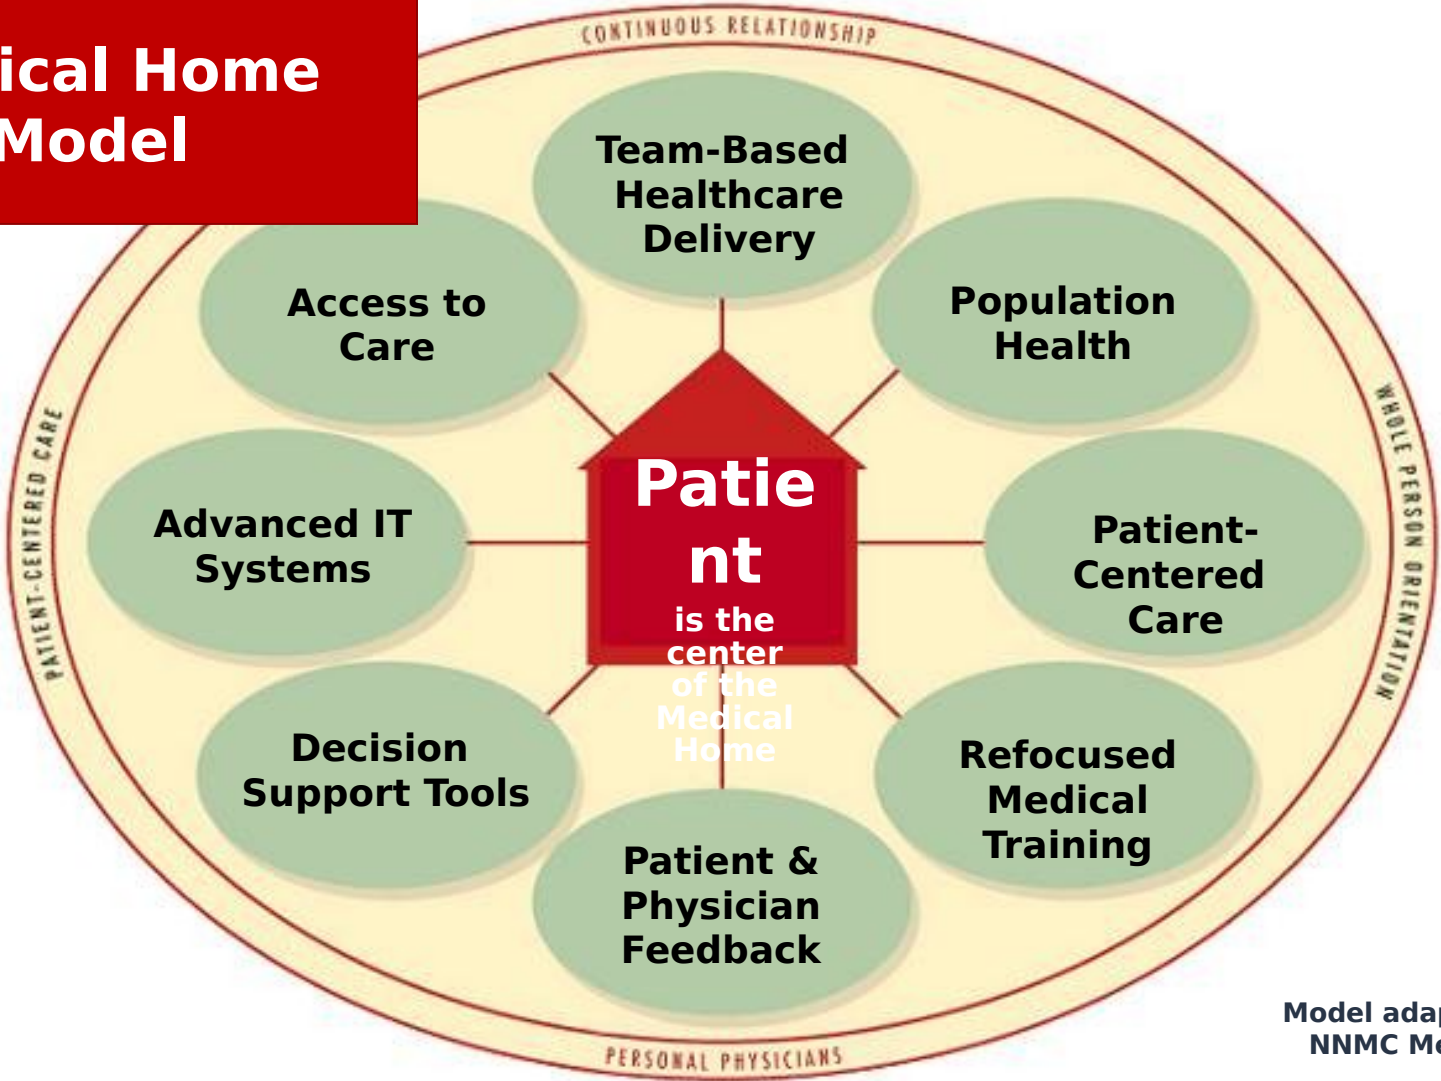 ical Home
Model
CONTINUOUS RELATIONSHIP
Team-Based
Healthcare
Delivery
Access to
Care
Population
Health
PATIENT-CENTERED CARE
WHOLE PERSON ORIENTATION
Advanced IT
Systems
Patie
nt
is the
center
of the
Medical
Home
Patient-
Centered
Care
Decision
Support Tools
Refocused
Medical
Training
Patient &
Physician
Feedback
PERSONAL PHYSICIANS
Model adap
NNMC Me